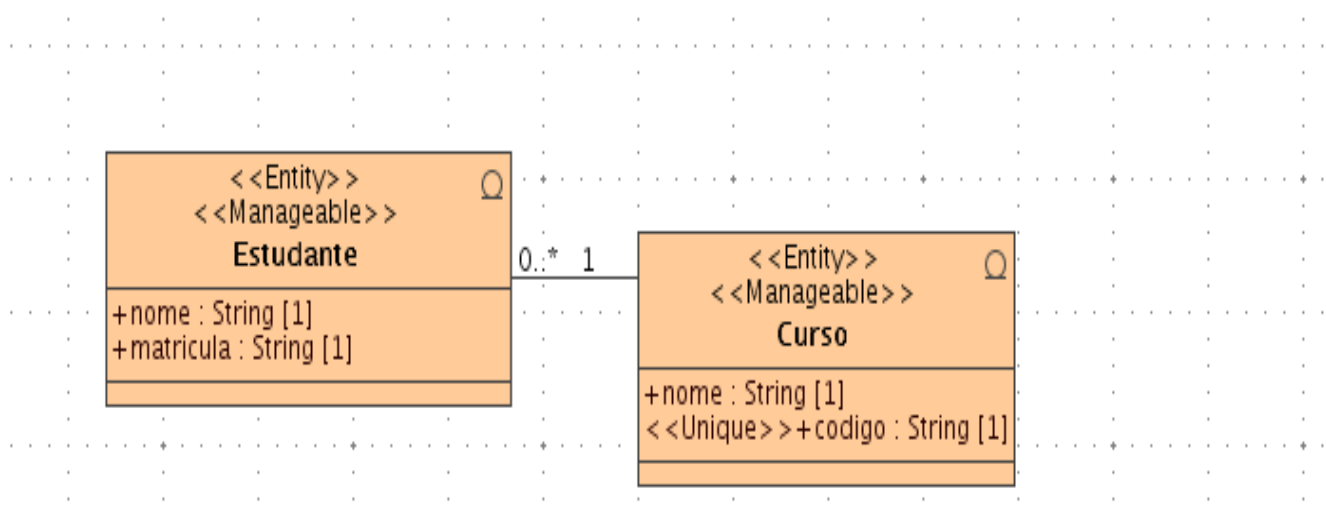 <<Entity>>
<<Manageable>>
Estudante
+nome : String [1]
+matricula : String [1]
0..* 1
<<Entity>>
<<Manageable>>
Curso
+nome : String [1]
<<Unique>>+codigo : String [1]